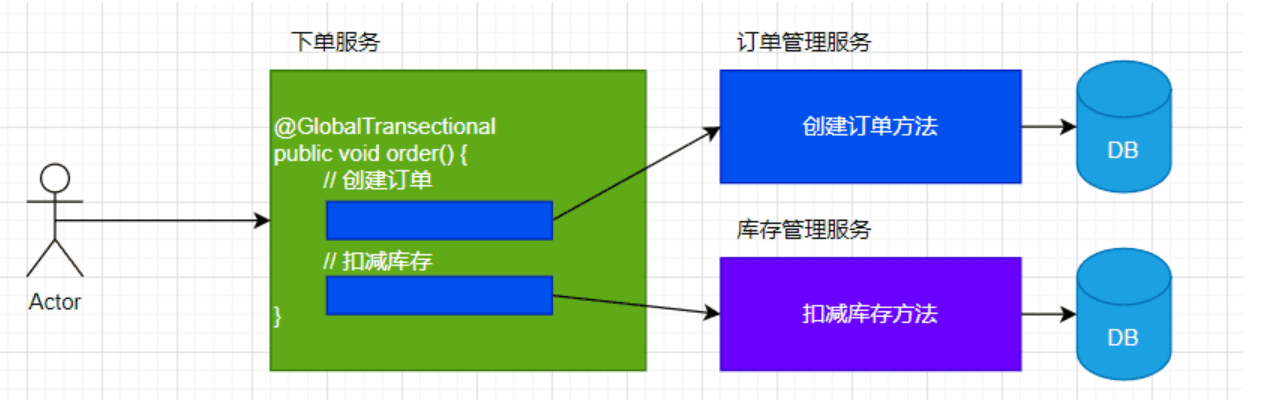 下单服务
@GlobalTransectional
public void order() {
// 创建订单
// 扣减库存
}
Actor
订单管理服务
创建订单方法
DB
库存管理服务
扣减库存方法
DB